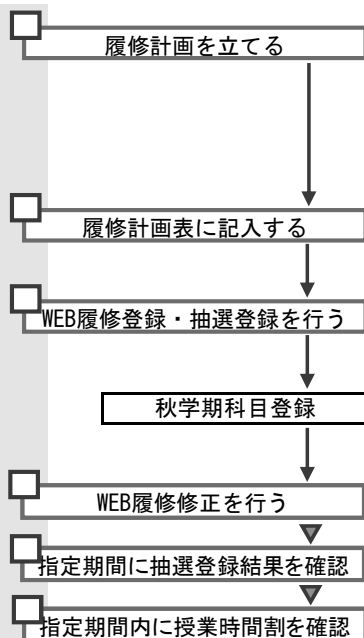 履修計画を立てる
履修計画表に記入する
WEB履修登録・抽選登録を行う
秋学期科目登録
WEB履修修正を行う
指定期間に抽選登録結果を確認
指定期間内に授業時間割を確認